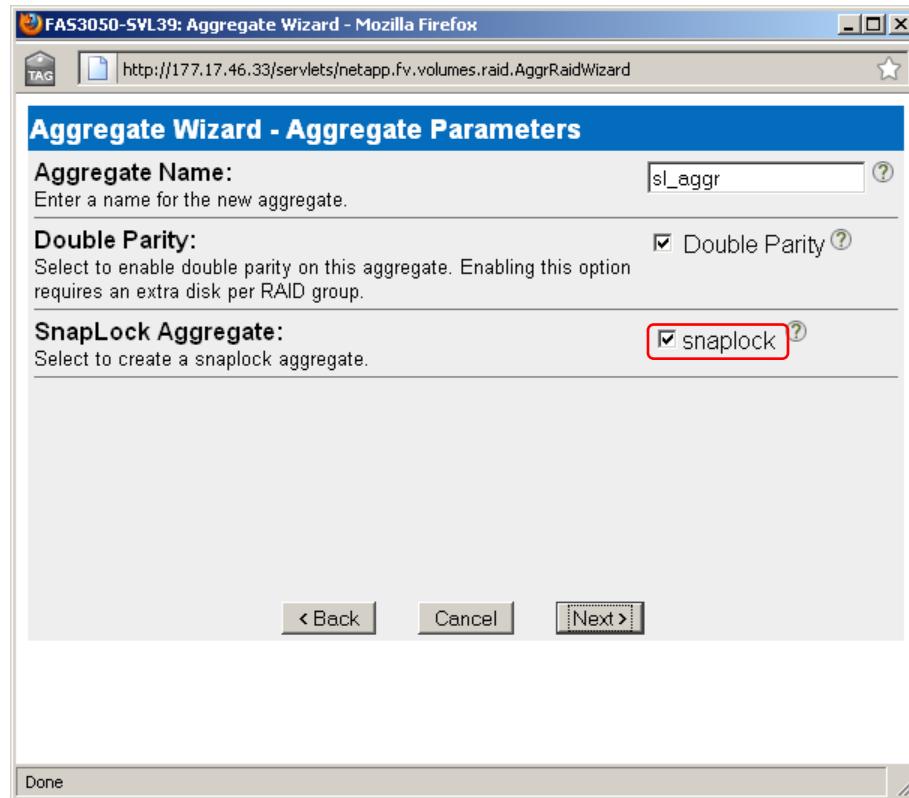 FAS3050-SYL39: Aggregate Wizard - Mozilla Firefox
TAG
http://177.17.46.33/servlets/netapp.fv.volumes.raid.AggrRaidWizard
Aggregate Wizard - Aggregate Parameters
Aggregate Name:
Enter a name for the new aggregate.
sl_aggr
?
Double Parity:
Select to enable double parity on this aggregate. Enabling this option
requires an extra disk per RAID group.
Double Parity ?
SnapLock Aggregate:
Select to create a snaplock aggregate.
snaplock ?
< Back
Cancel
Next >
Done